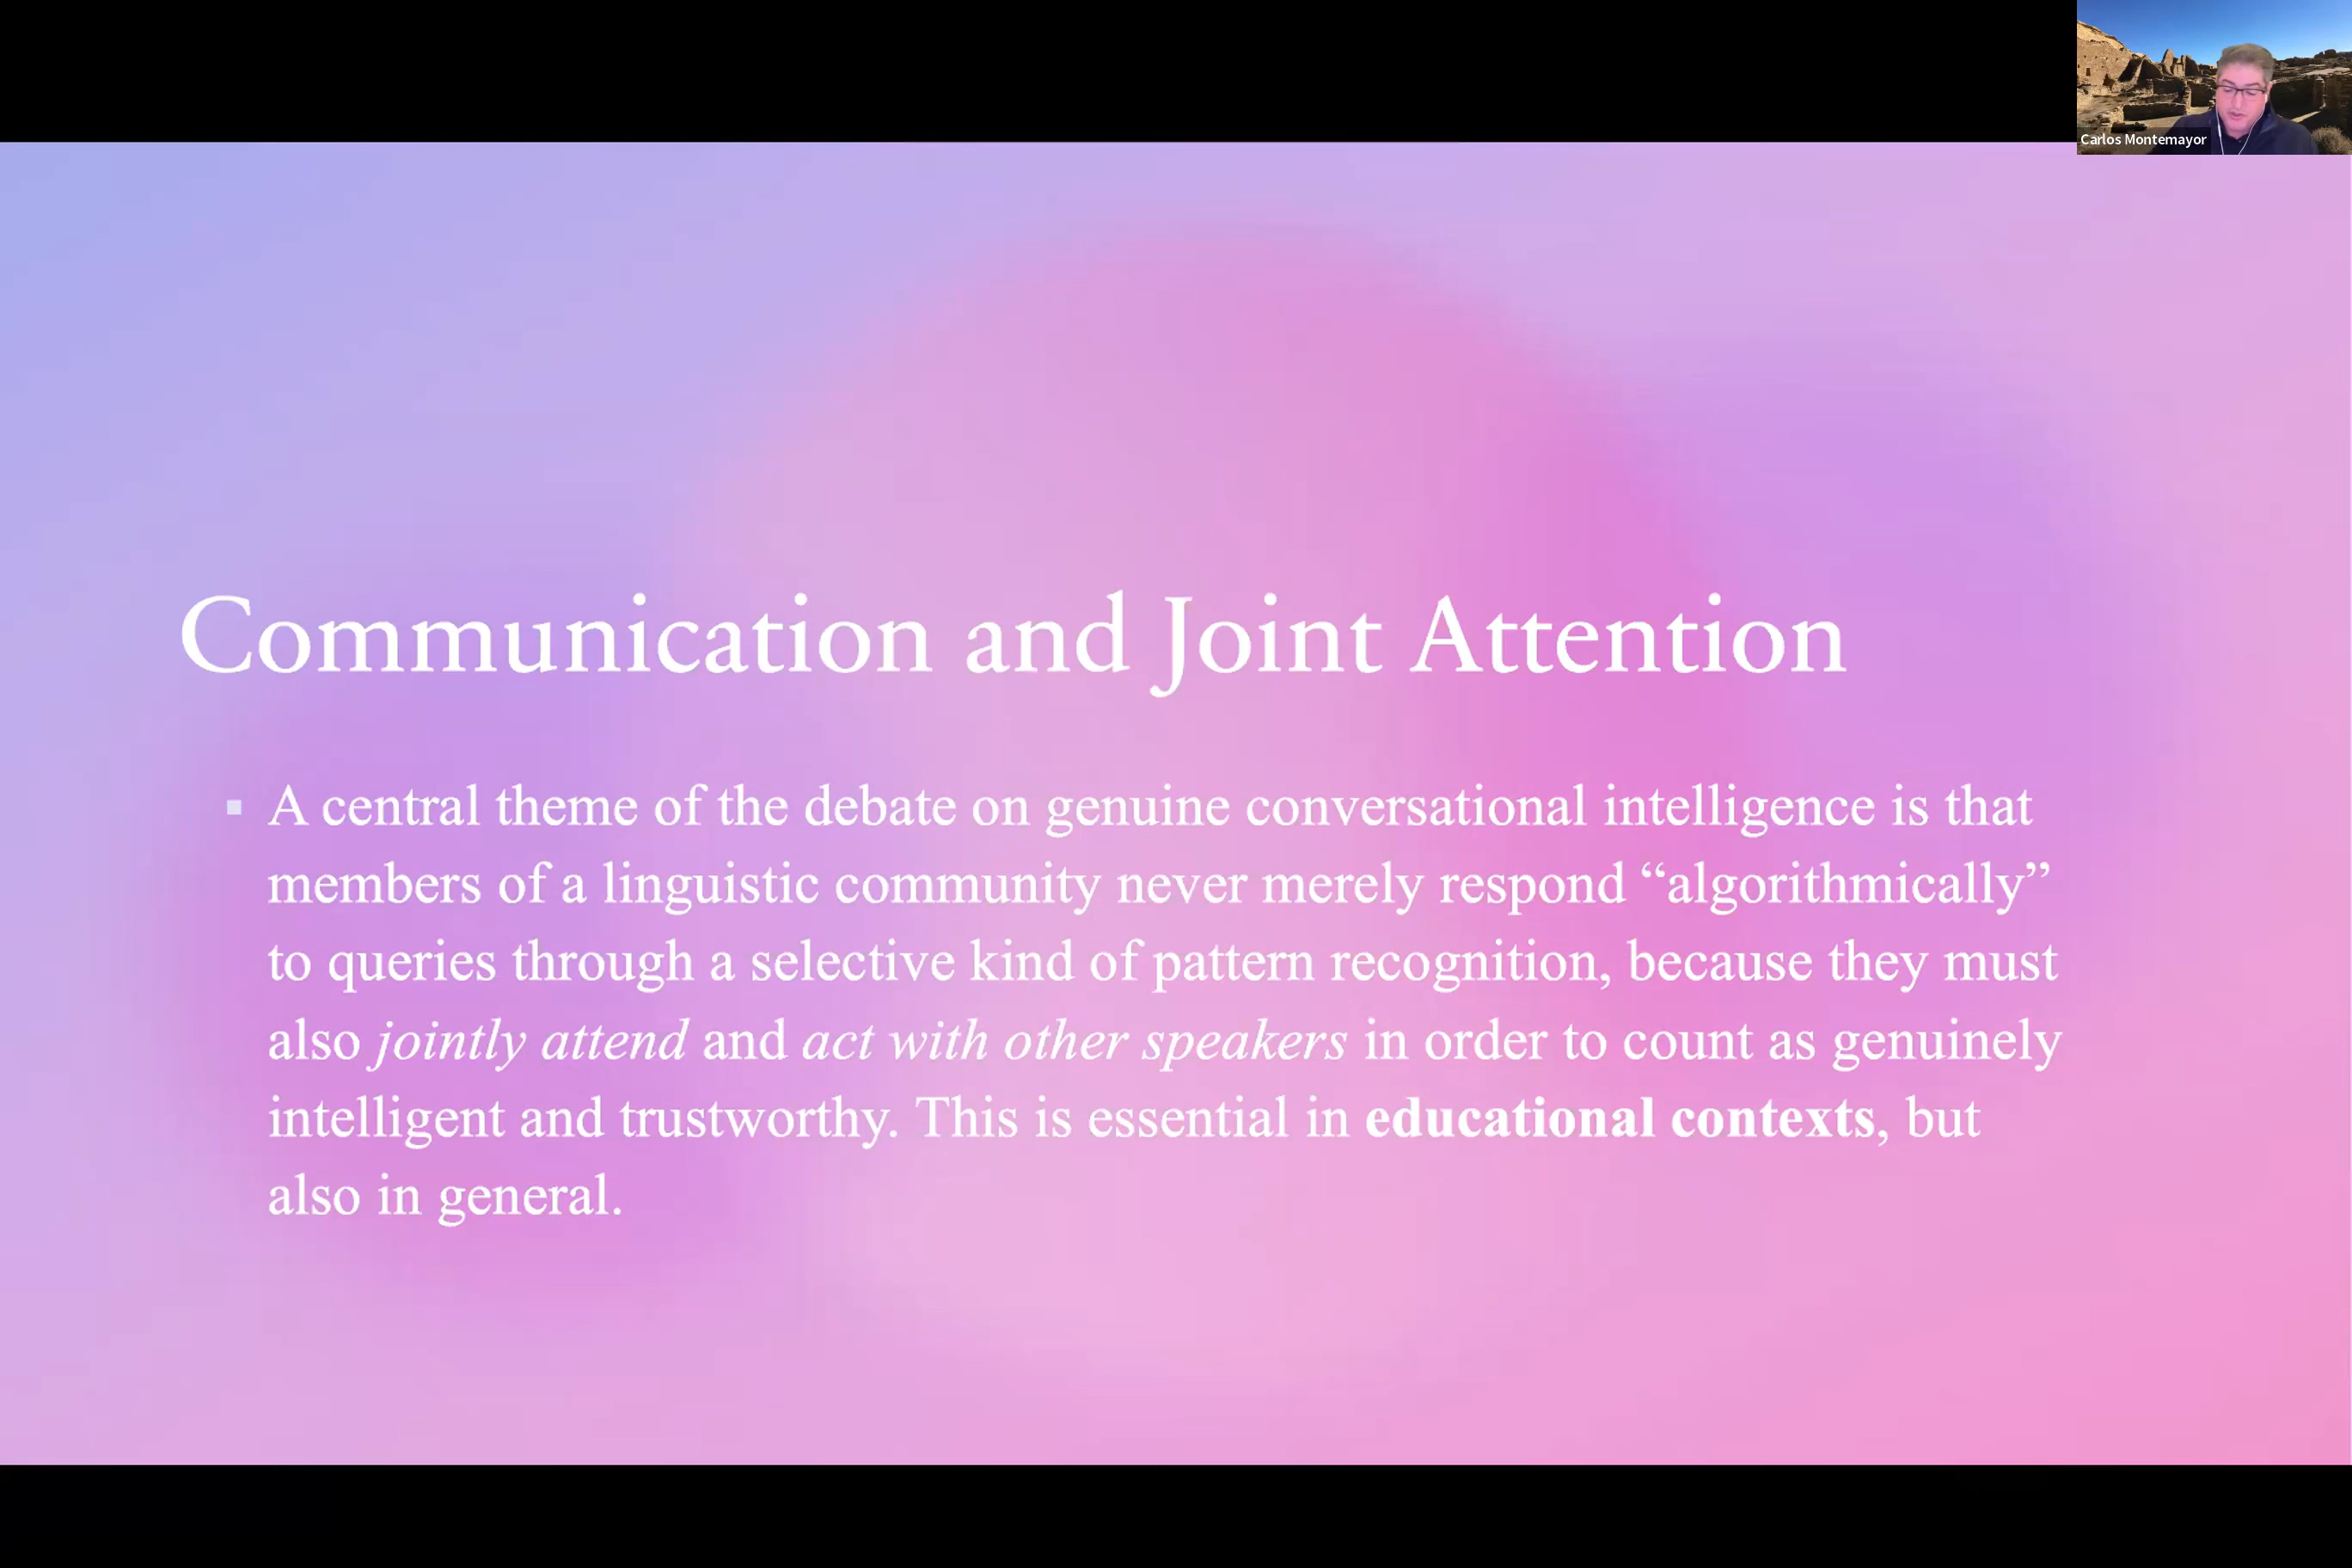 Carlos Montemayor
Communication and Joint Attention
▪ A central theme of the debate on genuine conversational intelligence is that
members of a linguistic community never merely respond “algorithmically”
to queries through a selective kind of pattern recognition, because they must
also jointly attend and act with other speakers in order to count as genuinely
intelligent and trustworthy. This is essential in educational contexts, but
also in general.